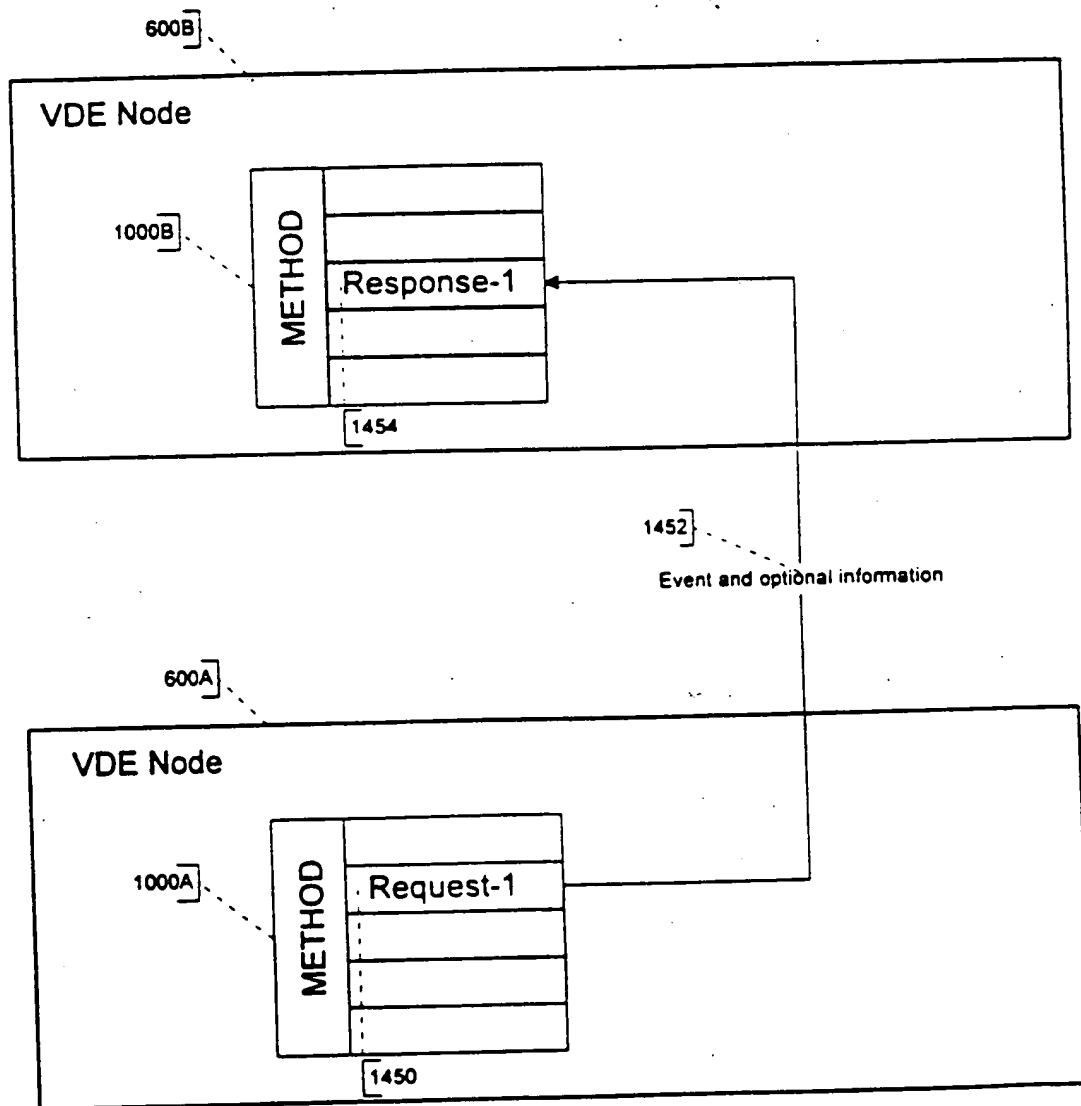 600B
VDE Node
1000B
METHOD
Response-1
1454
1452
Event and optional information
600A
VDE Node
1000A
METHOD
Request-1
1450